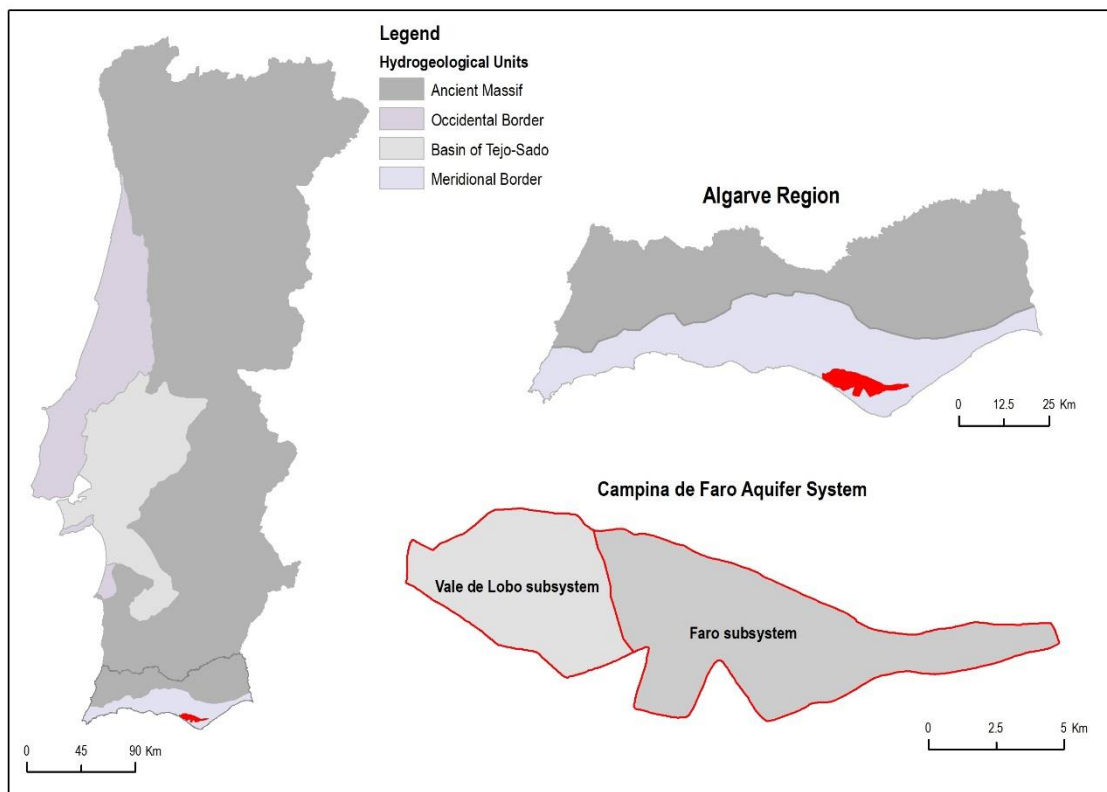 Legend
Hydrogeological Units
Ancient Massif
Occidental Border
Basin of Tejo-Sado
Meridional Border
Algarve Region
0 12.5 25 Km
Campina de Faro Aquifer System
Vale de Lobo subsystem
Faro subsystem
0 2.5 5 Km
0 45 90 Km